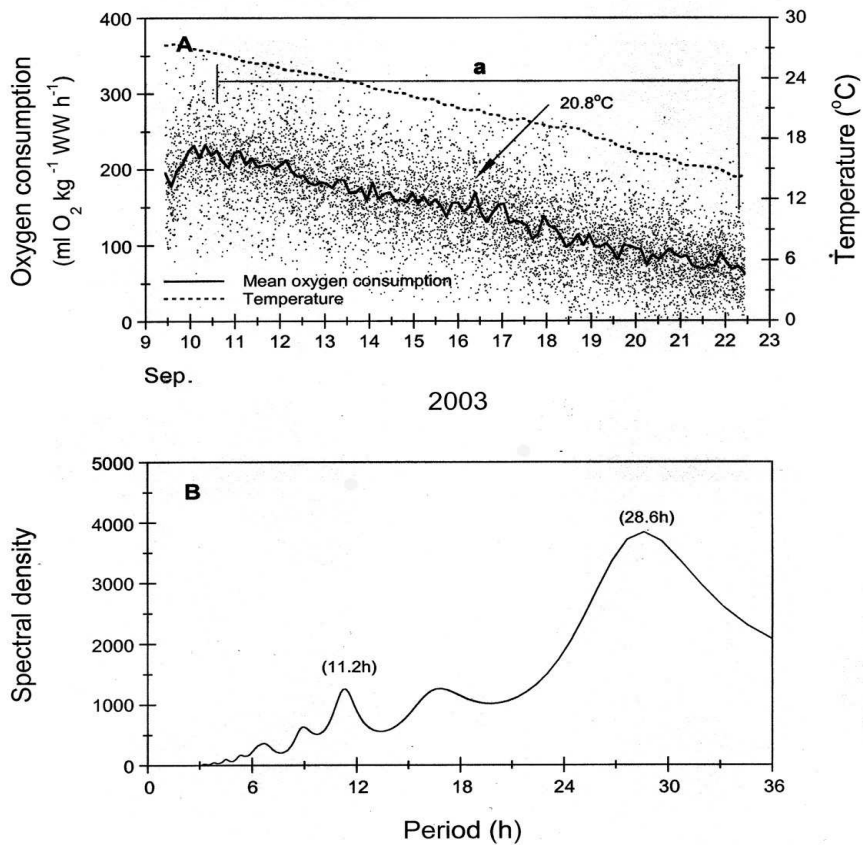 A
a
20.8°C
Oxygen consumption
(ml O2 kg-1 WW h-1)
400
300
200
100
0
Temperature (°C)
30
24
18
12
6
0
Mean oxygen consumption
Temperature
9 10 11 12 13 14 15 16 17 18 19 20 21 22 23
Sep.
2003
B
Spectral density
5000
4000
3000
2000
1000
0
(11.2h)
(28.6h)
0 6 12 18 24 30 36
Period (h)